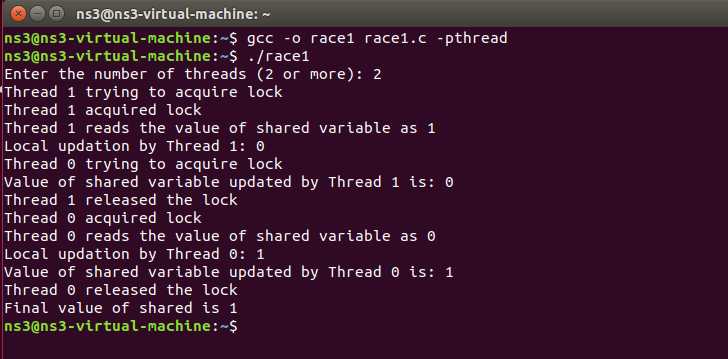 ns3@ns3-virtual-machine: ~
ns3@ns3-virtual-machine:~$ gcc -o race1 race1.c -pthread
ns3@ns3-virtual-machine:~$ ./race1
Enter the number of threads (2 or more): 2
Thread 1 trying to acquire lock
Thread 1 acquired lock
Thread 1 reads the value of shared variable as 1
Local updation by Thread 1: 0
Thread 0 trying to acquire lock
Value of shared variable updated by Thread 1 is: 0
Thread 1 released the lock
Thread 0 acquired lock
Thread 0 reads the value of shared variable as 0
Local updation by Thread 0: 1
Value of shared variable updated by Thread 0 is: 1
Thread 0 released the lock
Final value of shared is 1
ns3@ns3-virtual-machine:~$